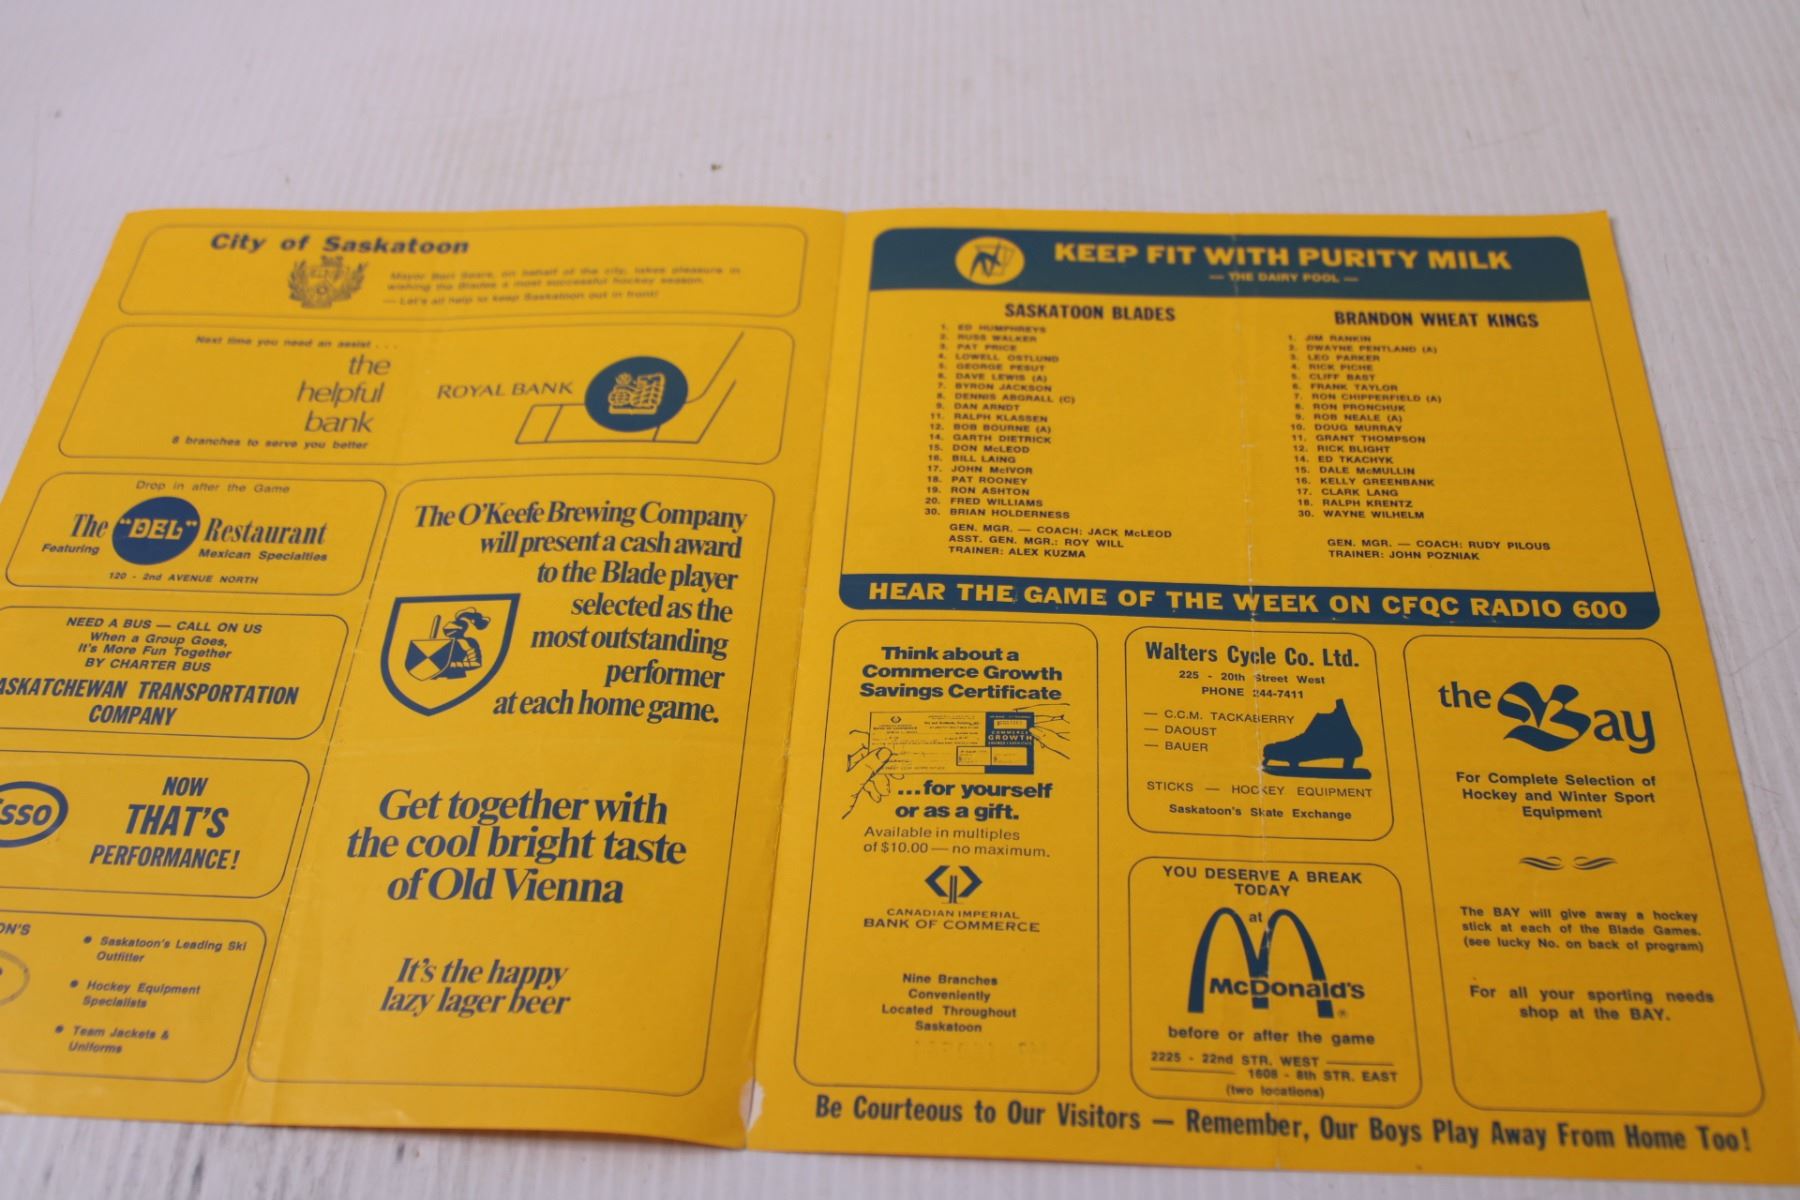 City of Saskatoon
Mayor Bert Sears, on behalf of the city, takes pleasure in
wishing the Blades a most successful hockey season.
— Let's all help to keep Saskatoon out in front!
Next time you need an assist . . .
the
helpful
bank
8 branches to serve you better
ROYAL BANK
Drop in after the Game
The "DEL" Restaurant
Featuring Mexican Specialties
120 - 2nd AVENUE NORTH
NEED A BUS — CALL ON US
When a Group Goes,
It's More Fun Together
BY CHARTER BUS
ASKATCHEWAN TRANSPORTATION
COMPANY
sso
NOW
THAT'S
PERFORMANCE!
ON'S
• Saskatoon's Leading Ski
Outfitter
• Hockey Equipment
Specialists
• Team Jackets &
Uniforms
The O'Keefe Brewing Company
will present a cash award
to the Blade player
selected as the
most outstanding
performer
at each home game.
Get together with
the cool bright taste
of Old Vienna
It's the happy
lazy lager beer
KEEP FIT WITH PURITY MILK
— THE DAIRY POOL —
SASKATOON BLADES
1. ED HUMPHREYS
2. RUSS WALKER
3. PAT PRICE
4. LOWELL OSTLUND
5. GEORGE PESUT
6. DAVE LEWIS (A)
7. BYRON JACKSON
8. DENNIS ABGRALL (C)
9. DAN ARNDT
11. RALPH KLASSEN
12. BOB BOURNE (A)
14. GARTH DIETRICK
15. DON McLEOD
16. BILL LAING
17. JOHN McIVOR
18. PAT ROONEY
19. RON ASHTON
20. FRED WILLIAMS
30. BRIAN HOLDERNESS
GEN. MGR. — COACH: JACK McLEOD
ASST. GEN. MGR.: ROY WILL
TRAINER: ALEX KUZMA
BRANDON WHEAT KINGS
1. JIM RANKIN
2. DWAYNE PENTLAND (A)
3. LEO PARKER
4. RICK PICHE
5. CLIFF BAST
6. FRANK TAYLOR
7. RON CHIPPERFIELD (A)
8. RON PRONCHUK
9. ROB NEALE (A)
10. DOUG MURRAY
11. GRANT THOMPSON
12. RICK BLIGHT
14. ED TKACHYK
15. DALE McMULLIN
16. KELLY GREENBANK
17. CLARK LANG
18. RALPH KRENTZ
30. WAYNE WILHELM
GEN. MGR. — COACH: RUDY PILOUS
TRAINER: JOHN POZNIAK
HEAR THE GAME OF THE WEEK ON CFQC RADIO 600
Think about a
Commerce Growth
Savings Certificate
COMMERCE
GROWTH
...for yourself
or as a gift.
Available in multiples
of $10.00 — no maximum.
CANADIAN IMPERIAL
BANK OF COMMERCE
Nine Branches
Conveniently
Located Throughout
Saskatoon
Walters Cycle Co. Ltd.
225 - 20th Street West
PHONE 244-7411
— C.C.M. TACKABERRY
— DAOUST
— BAUER
STICKS — HOCKEY EQUIPMENT
Saskatoon's Skate Exchange
YOU DESERVE A BREAK
TODAY
at
McDonald's
before or after the game
2225 - 22nd STR. WEST
1608 - 8th STR. EAST
(two locations)
the Bay
For Complete Selection of
Hockey and Winter Sport
Equipment
The BAY will give away a hockey
stick at each of the Blade Games.
(see lucky No. on back of program)
For all your sporting needs
shop at the BAY.
Be Courteous to Our Visitors — Remember, Our Boys Play Away From Home Too!